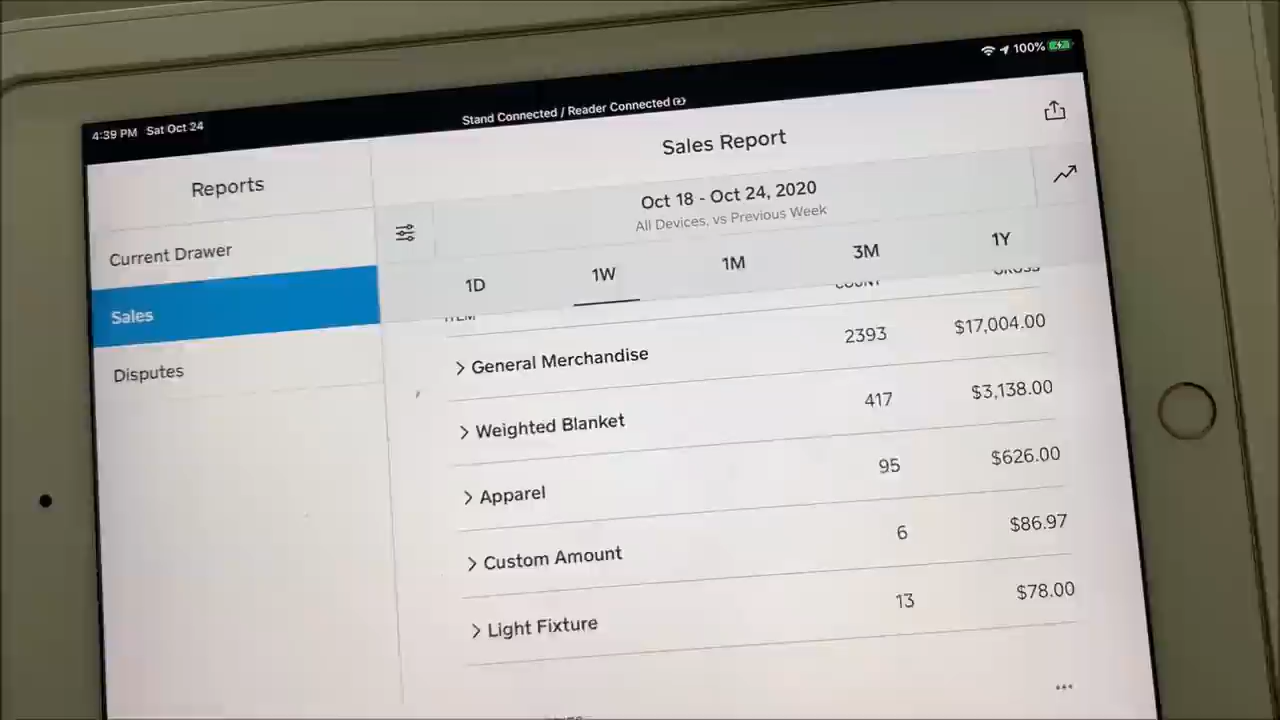 4:39 PM Sat Oct 24
Stand Connected / Reader Connected
100%
Reports
Current Drawer
Sales
Disputes
Sales Report
Oct 18 - Oct 24, 2020
All Devices, vs Previous Week
1D 1W 1M 3M 1Y
ITEM COUNT GROSS
General Merchandise 2393 $17,004.00
Weighted Blanket 417 $3,138.00
Apparel 95 $626.00
Custom Amount 6 $86.97
Light Fixture 13 $78.00